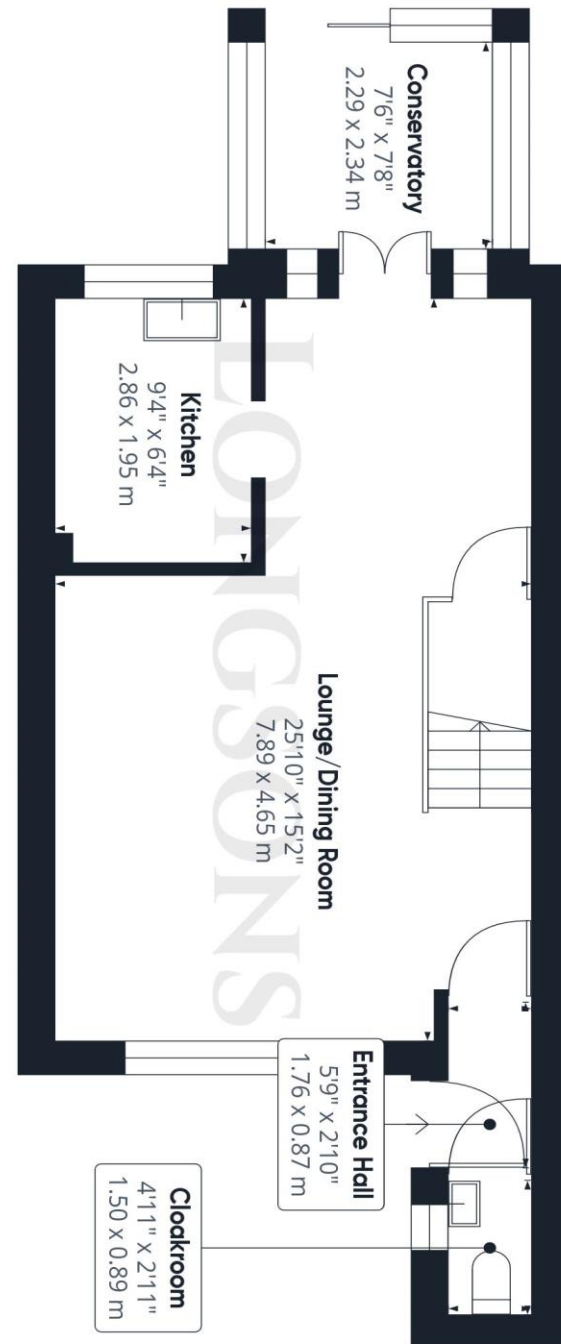 Conservatory
7'6" x 7'8"
2.29 x 2.34 m
Kitchen
9'4" x 6'4"
2.86 x 1.95 m
Lounge/Dining Room
25'10" x 15'2"
7.89 x 4.65 m
Entrance Hall
5'9" x 2'10"
1.76 x 0.87 m
Cloakroom
4'11" x 2'11"
1.50 x 0.89 m
LONGSONS